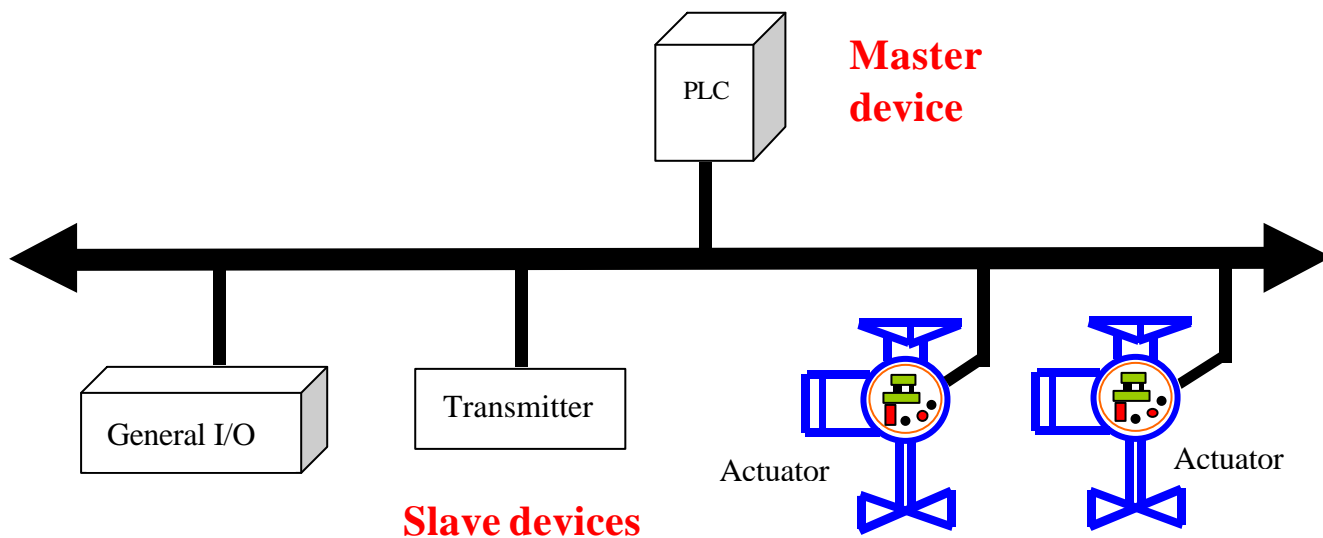 PLC
Master
device
General I/O
Transmitter
Actuator
Actuator
Slave devices